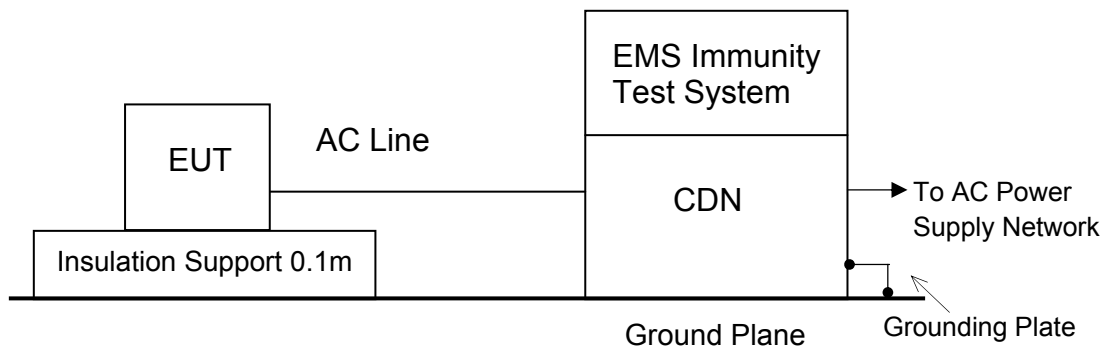 EMS Immunity
Test System
EUT
AC Line
CDN
To AC Power
Supply Network
Insulation Support 0.1m
Ground Plane
Grounding Plate